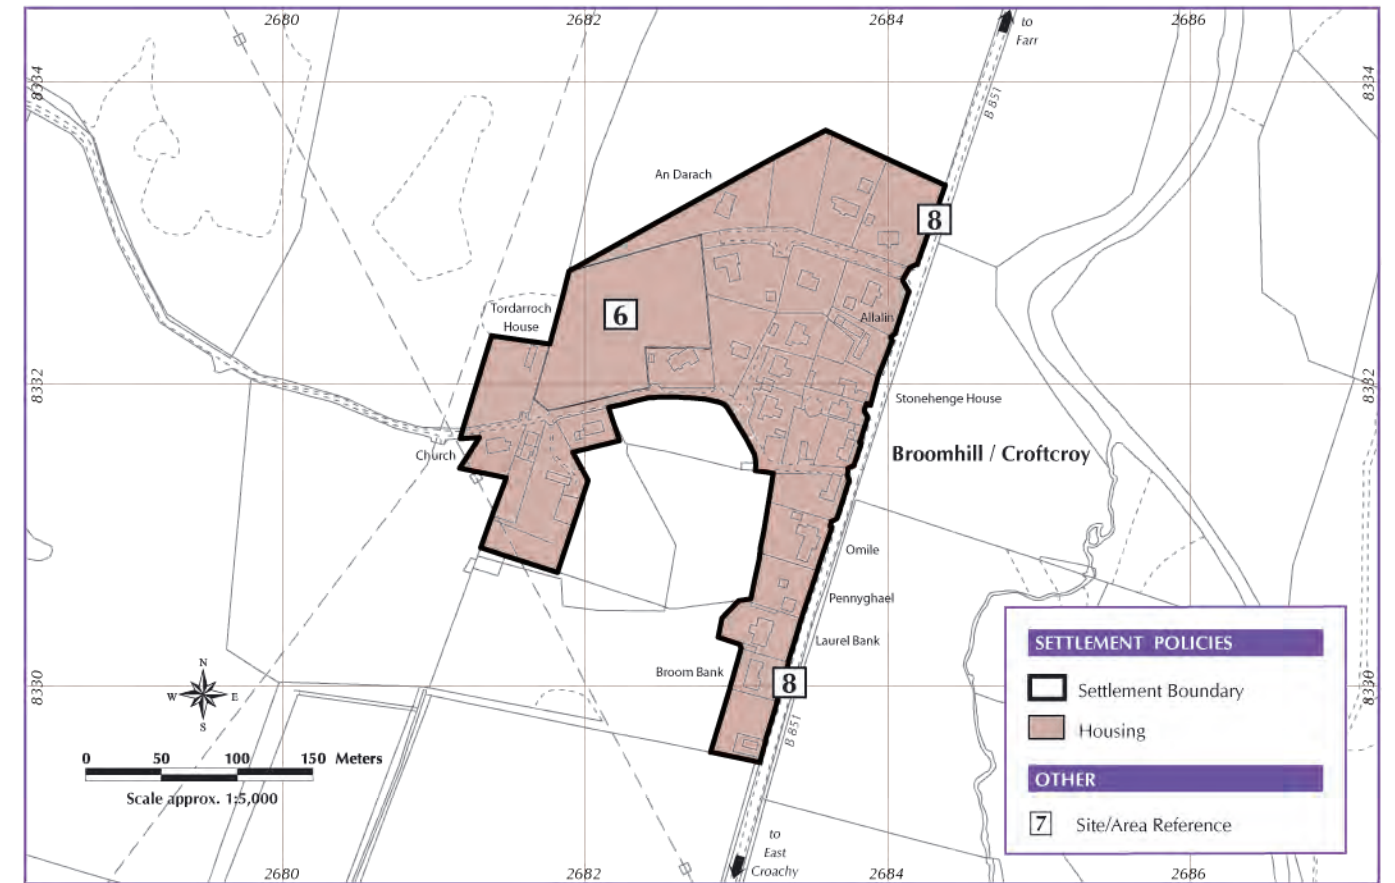 2680
2682
2684
2686
to
Farr
8334
8334
B 851
An Darach
8
Tordarroch
House
6
Allalin
8332
8332
Stonehenge House
Church
Broomhill / Croftcroy
Omile
Pennyghael
Laurel Bank
Broom Bank
8
8330
8330
B 851
N
W
E
S
0
50
100
150 Meters
Scale approx. 1:5,000
SETTLEMENT POLICIES
Settlement Boundary
Housing
OTHER
7
Site/Area Reference
to
East
Croachy
2680
2682
2684
2686